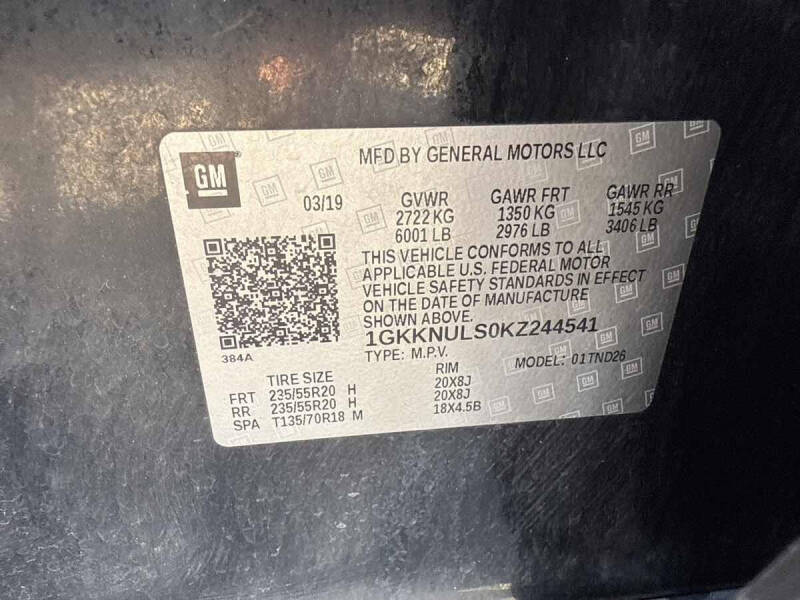 GM
MFD BY GENERAL MOTORS LLC
03/19
GVWR GAWR FRT GAWR RR
2722 KG 1350 KG 1545 KG
6001 LB 2976 LB 3406 LB
THIS VEHICLE CONFORMS TO ALL
APPLICABLE U.S. FEDERAL MOTOR
VEHICLE SAFETY STANDARDS IN EFFECT
ON THE DATE OF MANUFACTURE
SHOWN ABOVE.
1GKKNULS0KZ244541
384A
TYPE: M.P.V. MODEL: 01TND26
TIRE SIZE RIM
FRT 235/55R20 H 20X8J
RR 235/55R20 H 20X8J
SPA T135/70R18 M 18X4.5B